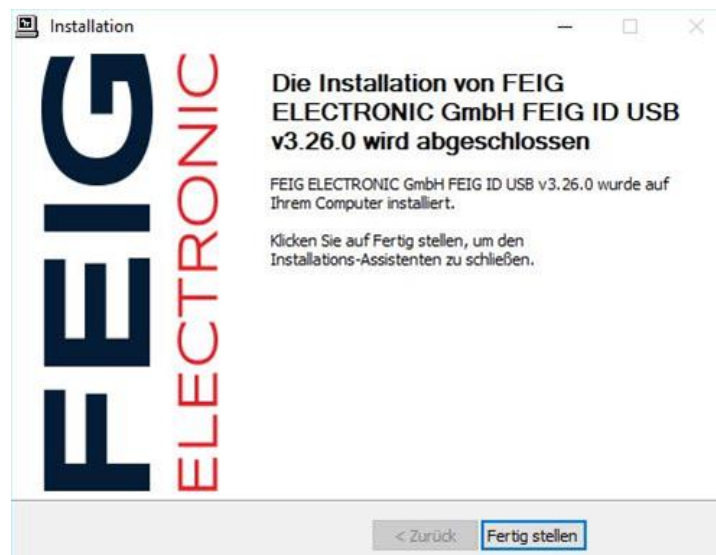 Installation
FEIG
ELECTRONIC
Die Installation von FEIG
ELECTRONIC GmbH FEIG ID USB
v3.26.0 wird abgeschlossen
FEIG ELECTRONIC GmbH FEIG ID USB v3.26.0 wurde auf
Ihrem Computer installiert.
Klicken Sie auf Fertig stellen, um den
Installations-Assistenten zu schließen.
< Zurück
Fertig stellen